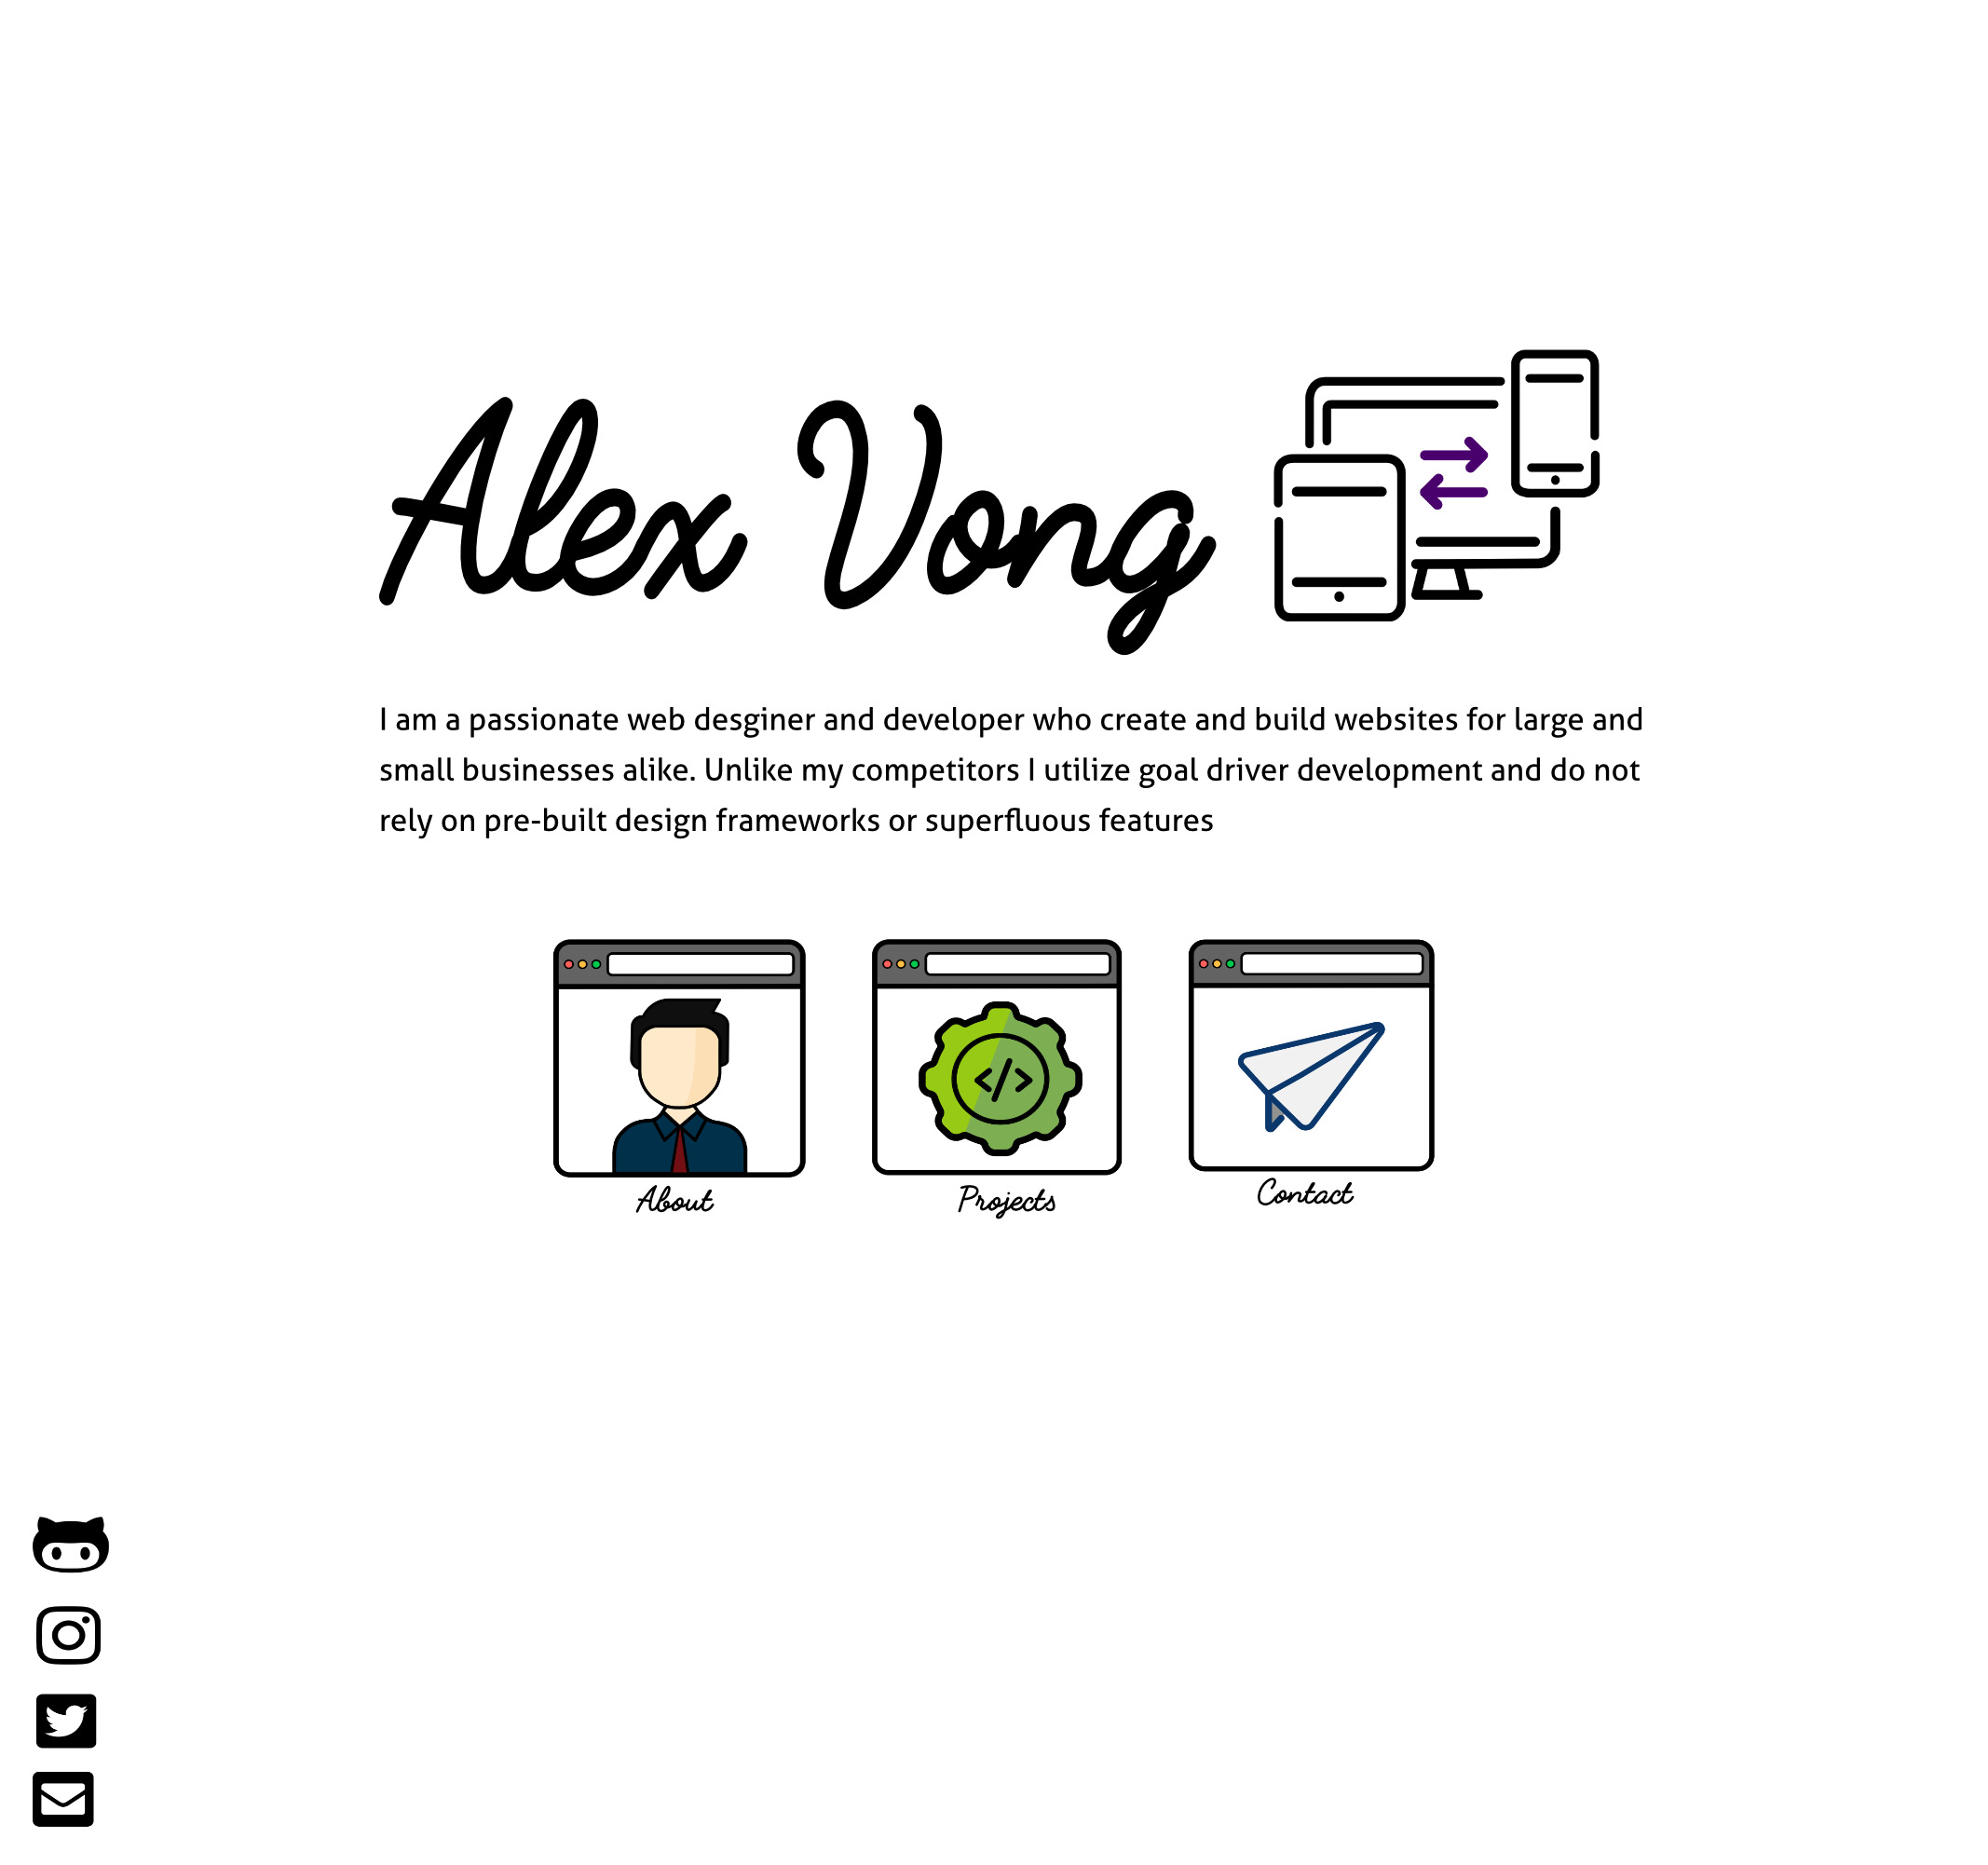 Alex Vong
I am a passionate web desginer and developer who create and build websites for large and
small businesses alike. Unlike my competitors I utilize goal driver development and do not
rely on pre-built design frameworks or superfluous features
</>
About
Projects
Contact